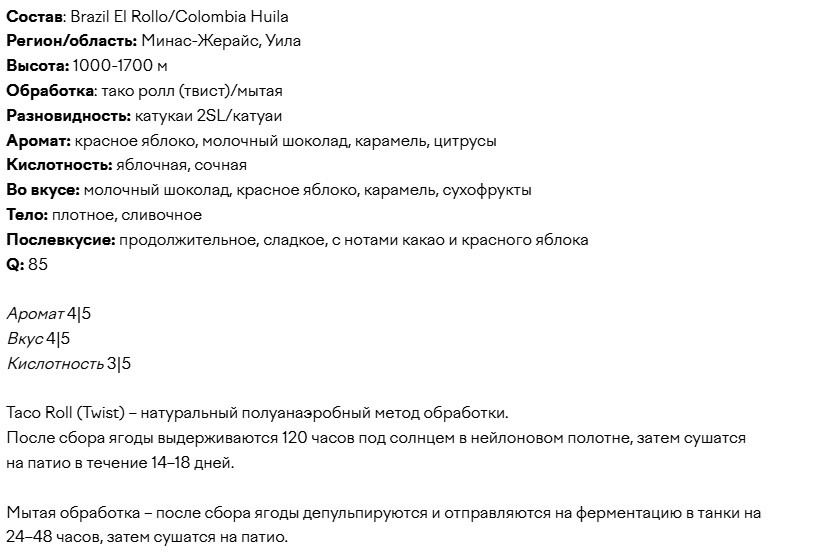 Состав: Brazil El Rollo/Colombia Huila
Регион/область: Минас-Жерайс, Уила
Высота: 1000-1700 м
Обработка: тако ролл (твист)/мытая
Разновидность: катукаи 2SL/катуаи
Аромат: красное яблоко, молочный шоколад, карамель, цитрусы
Кислотность: яблочная, сочная
Во вкусе: молочный шоколад, красное яблоко, карамель, сухофрукты
Тело: плотное, сливочное
Послевкусие: продолжительное, сладкое, с нотами какао и красного яблока
Q: 85
Аромат 4|5
Вкус 4|5
Кислотность 3|5
Taco Roll (Twist) – натуральный полуанаэробный метод обработки.
После сбора ягоды выдерживаются 120 часов под солнцем в нейлоновом полотне, затем сушатся
на патио в течение 14–18 дней.
Мытая обработка – после сбора ягоды депульпируются и отправляются на ферментацию в танки на
24–48 часов, затем сушатся на патио.